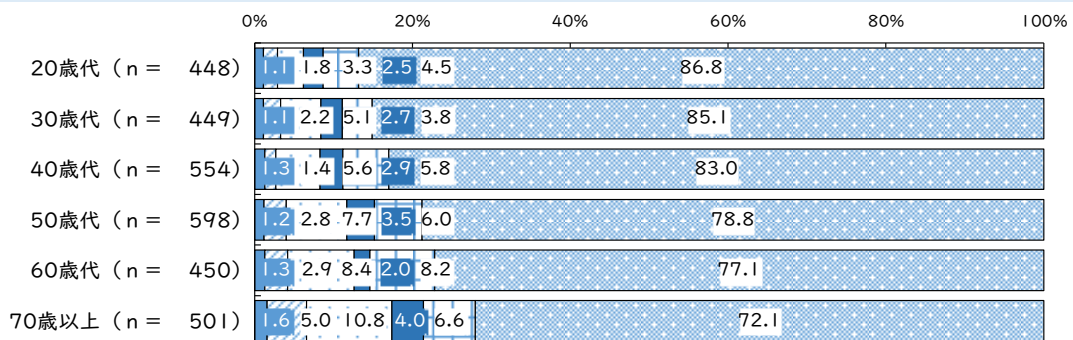 0% 20% 40% 60% 80% 100%
20歳代（n＝ 448） 1.1 1.8 3.3 2.5 4.5 86.8
30歳代（n＝ 449） 1.1 2.2 5.1 2.7 3.8 85.1
40歳代（n＝ 554） 1.3 1.4 5.6 2.9 5.8 83.0
50歳代（n＝ 598） 1.2 2.8 7.7 3.5 6.0 78.8
60歳代（n＝ 450） 1.3 2.9 8.4 2.0 8.2 77.1
70歳以上（n＝ 501） 1.6 5.0 10.8 4.0 6.6 72.1